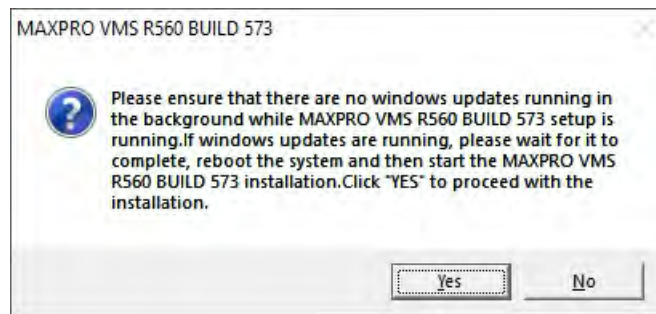 MAXPRO VMS R560 BUILD 573
Please ensure that there are no windows updates running in
the background while MAXPRO VMS R560 BUILD 573 setup is
running.If windows updates are running, please wait for it to
complete, reboot the system and then start the MAXPRO VMS
R560 BUILD 573 installation.Click "YES" to proceed with the
installation.
Yes
No